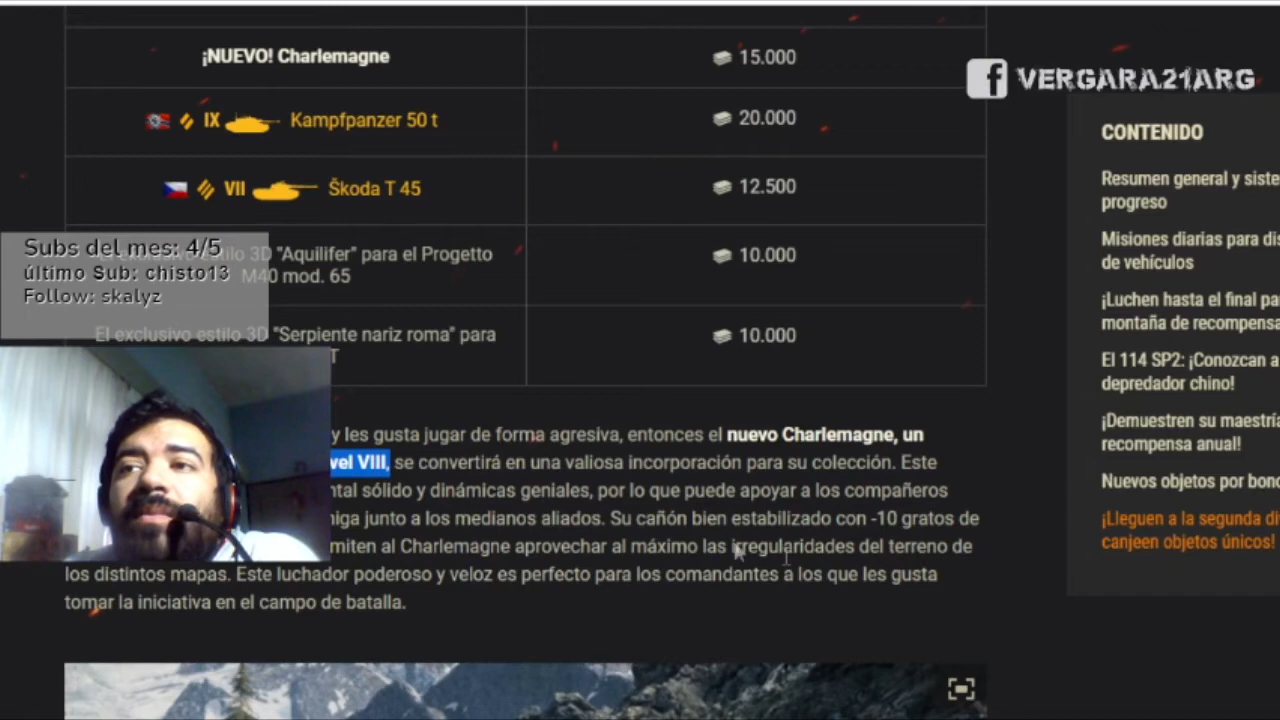 ¡NUEVO! Charlemagne
15.000
VERGARA21ARG
IX Kampfpanzer 50 t
20.000
CONTENIDO
VII Škoda T 45
12.500
Resumen general y siste
progreso
Subs del mes: 4/5
último Sub: chisto13
Follow: skalyz
3D "Aquilifer" para el Progetto
M40 mod. 65
10.000
Misiones diarias para dis
de vehículos
El exclusivo estilo 3D "Serpiente nariz roma" para
T
10.000
¡Luchen hasta el final pa
montaña de recompensa
El 114 SP2: ¡Conozcan a
depredador chino!
¡Demuestren su maestría
recompensa anual!
Nuevos objetos por bono
¡Lleguen a la segunda di
canjeen objetos únicos!
y les gusta jugar de forma agresiva, entonces el nuevo Charlemagne, un
vel VIII, se convertirá en una valiosa incorporación para su colección. Este
ntal sólido y dinámicas geniales, por lo que puede apoyar a los compañeros
niga junto a los medianos aliados. Su cañón bien estabilizado con -10 gratos de
miten al Charlemagne aprovechar al máximo las irregularidades del terreno de
los distintos mapas. Este luchador poderoso y veloz es perfecto para los comandantes a los que les gusta
tomar la iniciativa en el campo de batalla.